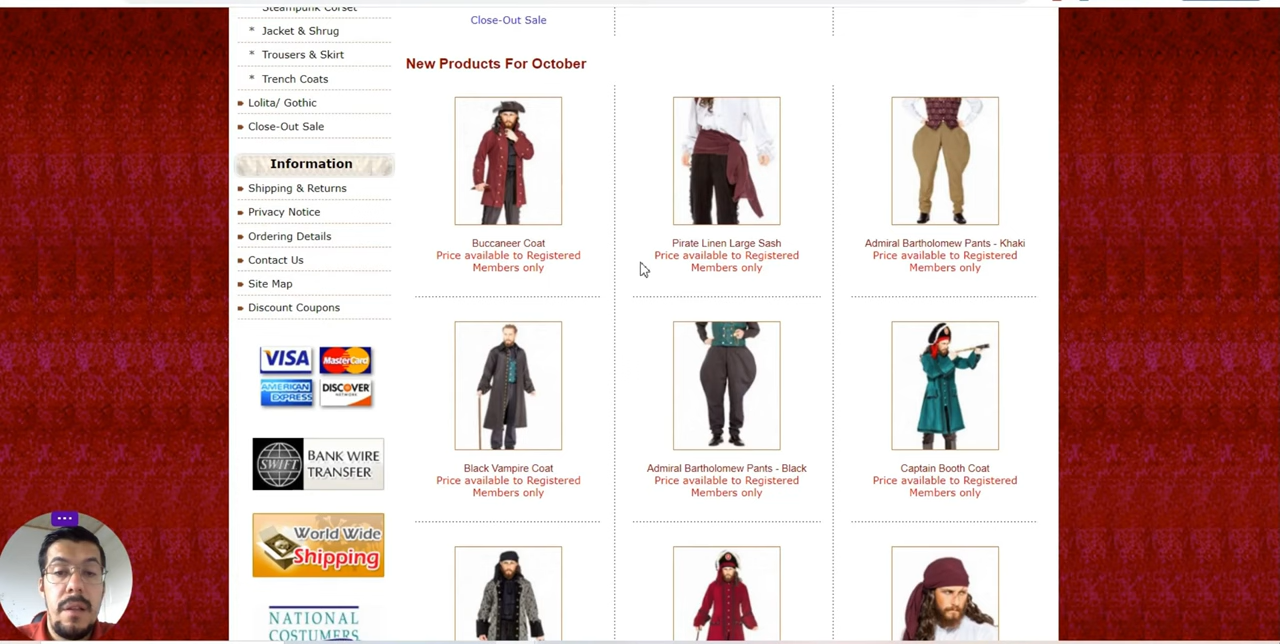 Steampunk Corset
* Jacket & Shrug
* Trousers & Skirt
* Trench Coats
Lolita/ Gothic
Close-Out Sale
Information
Shipping & Returns
Privacy Notice
Ordering Details
Contact Us
Site Map
Discount Coupons
VISA MasterCard
AMERICAN EXPRESS DISCOVER NETWORK
SWIFT BANK WIRE TRANSFER
World Wide
Shipping
NATIONAL
COSTUMERS
Close-Out Sale
New Products For October
Buccaneer Coat
Price available to Registered
Members only
Pirate Linen Large Sash
Price available to Registered
Members only
Admiral Bartholomew Pants - Khaki
Price available to Registered
Members only
Black Vampire Coat
Price available to Registered
Members only
Admiral Bartholomew Pants - Black
Price available to Registered
Members only
Captain Booth Coat
Price available to Registered
Members only